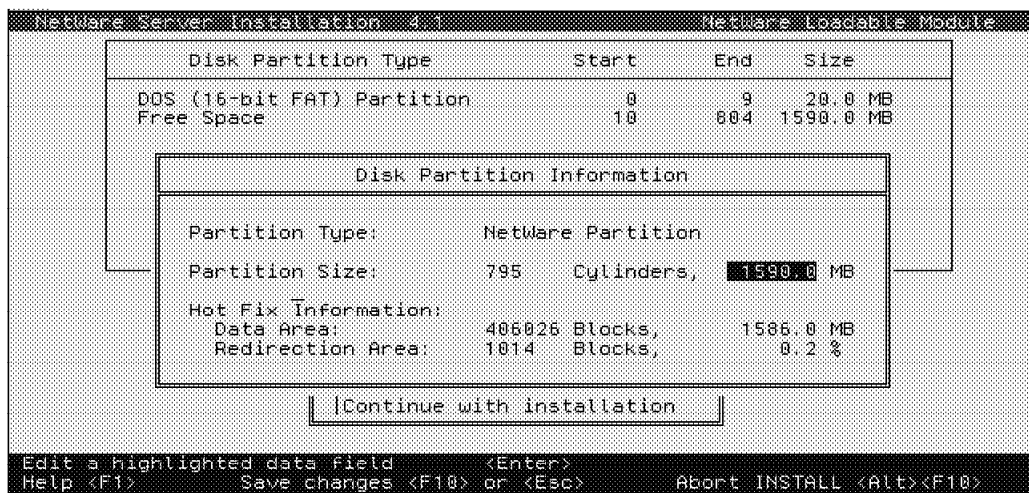 NetWare Server Installation 4.1 NetWare Loadable Module
Disk Partition Type Start End Size
DOS (16-bit FAT) Partition 0 9 20.0 MB
Free Space 10 804 1590.0 MB
Disk Partition Information
Partition Type: NetWare Partition
Partition Size: 795 Cylinders, 1590.0 MB
Hot Fix Information:
Data Area: 406026 Blocks, 1586.0 MB
Redirection Area: 1014 Blocks, 0.2 %
Continue with installation
Edit a highlighted data field <Enter>
Help <F1> Save changes <F10> or <Esc> Abort INSTALL <Alt><F10>